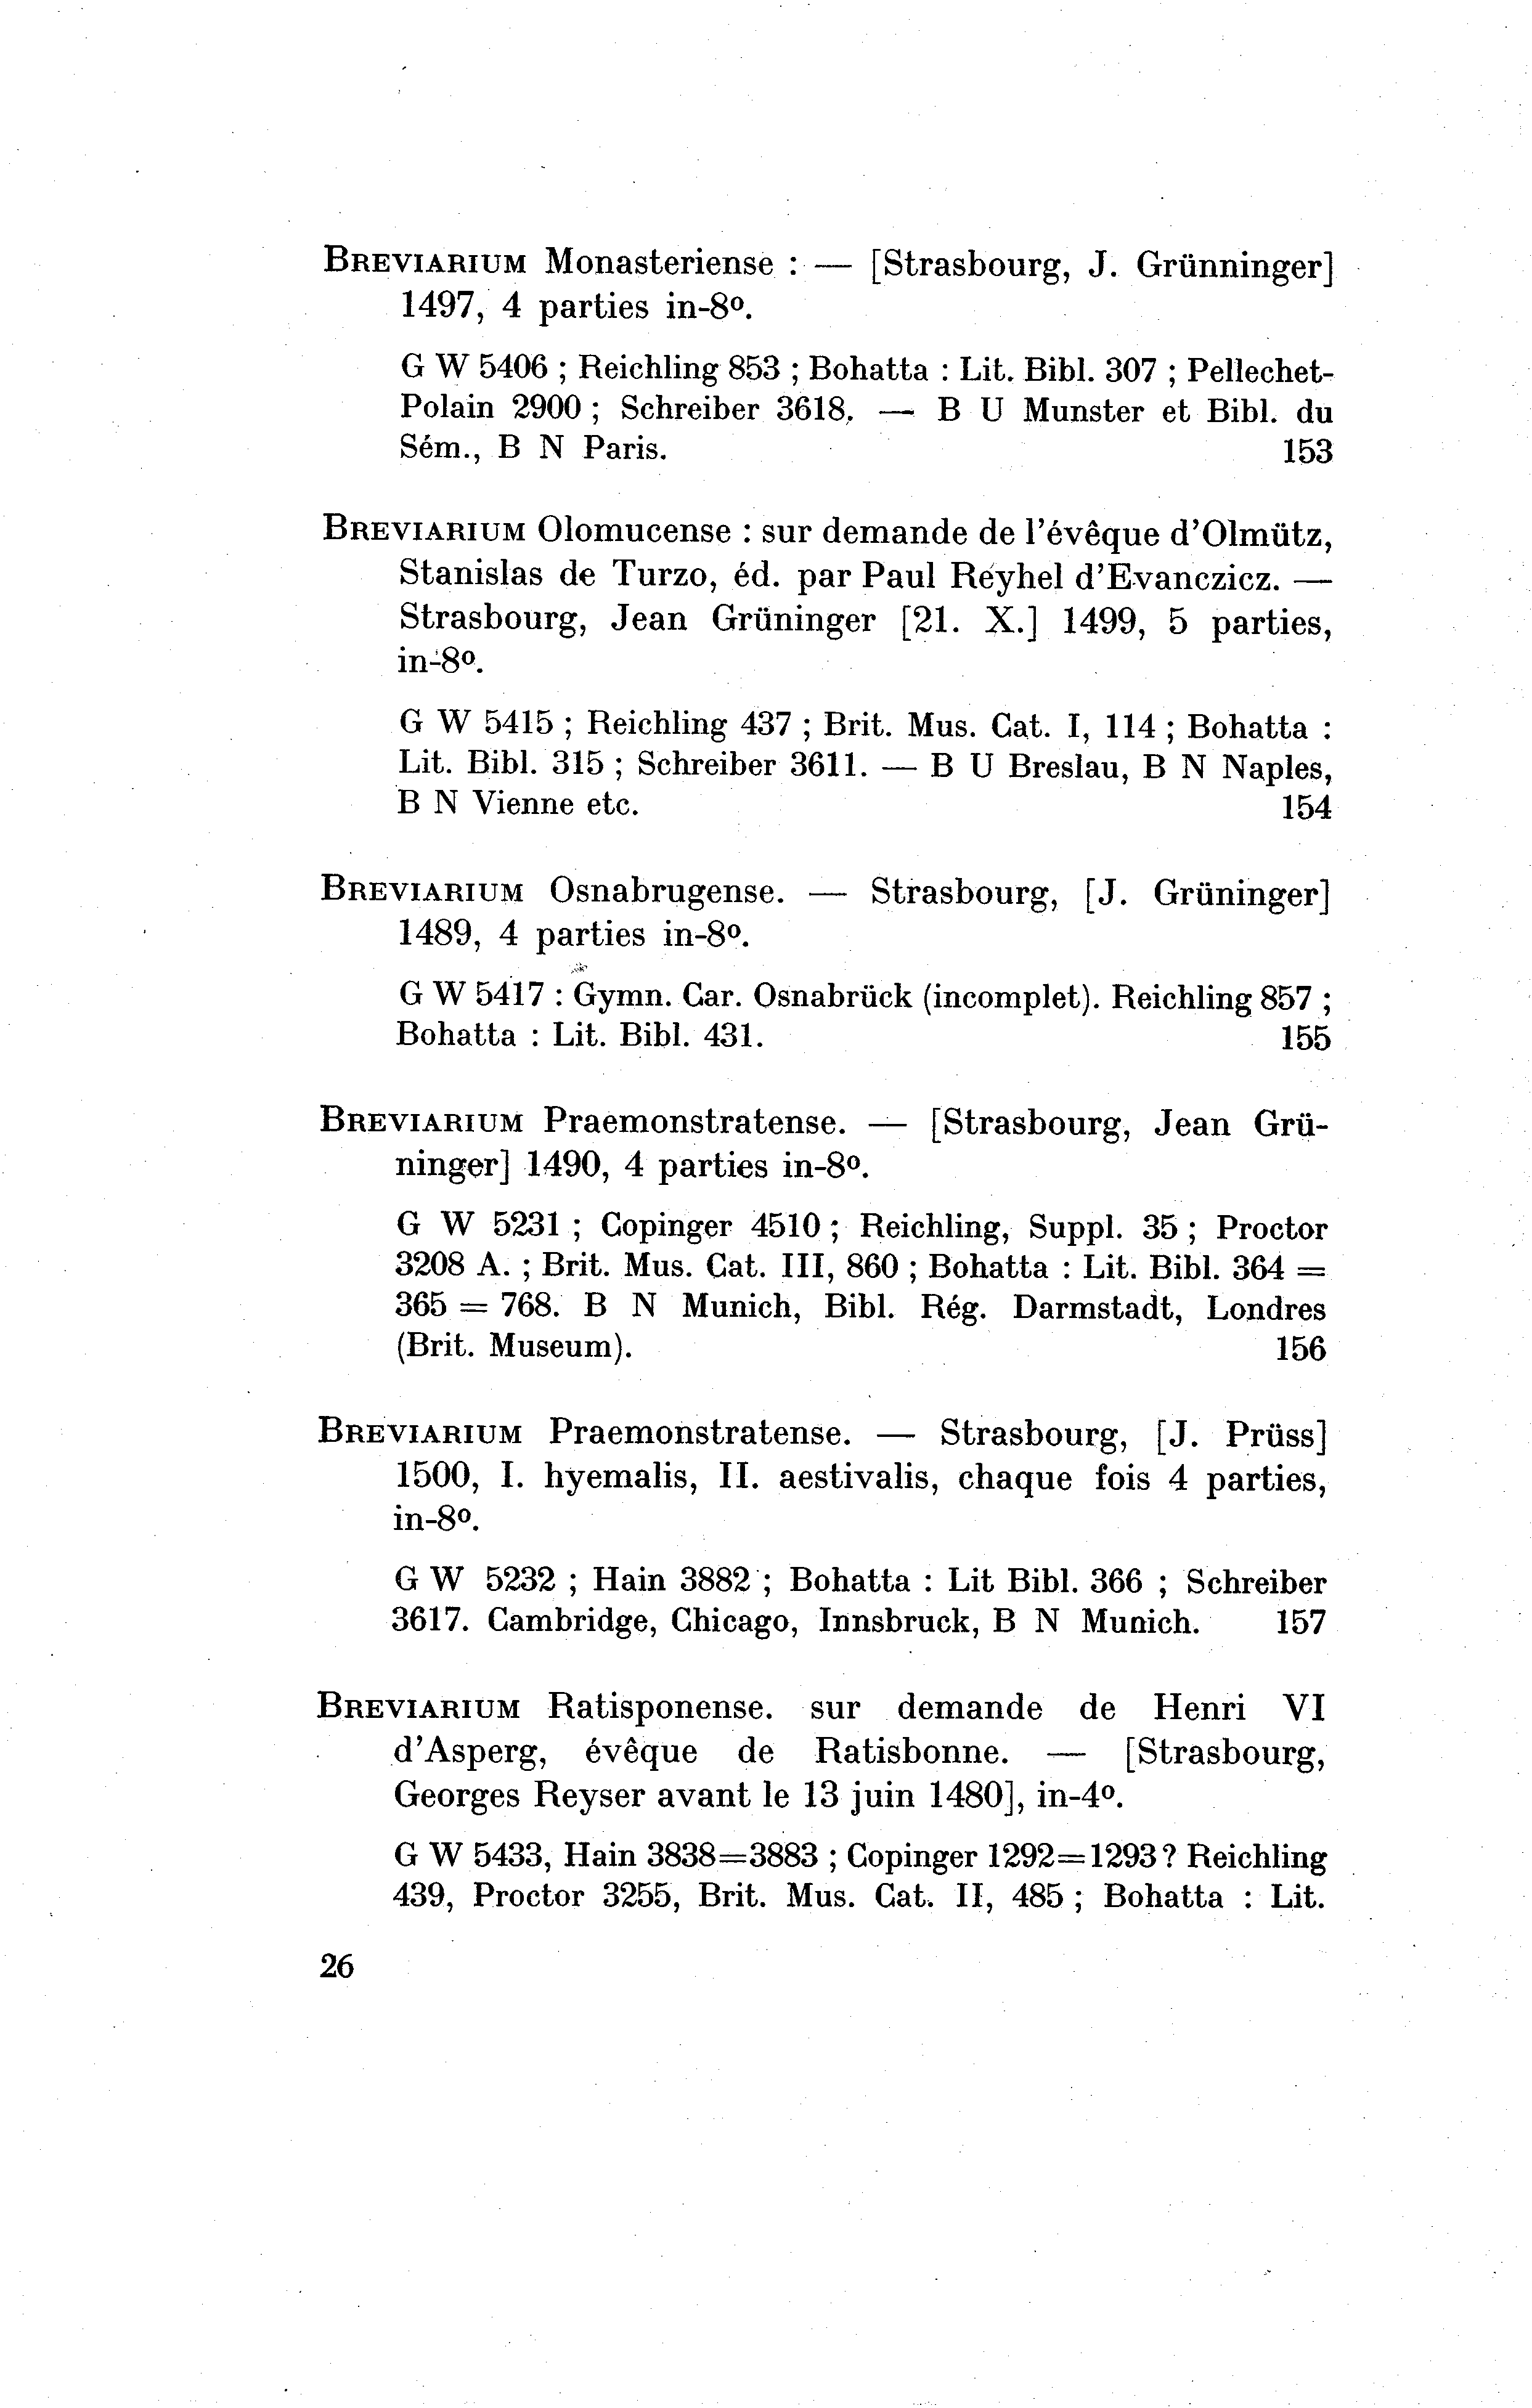 BREVIARIUM Monasteriense : — [Strasbourg, J. Grünninger]
1497, 4 parties in-8º.
G W 5406 ; Reichling 853 ; Bohatta : Lit. Bibl. 307 ; Pellechet-
Polain 2900 ; Schreiber 3618. — B U Munster et Bibl. du
Sém., B N Paris. 153
BREVIARIUM Olomucense : sur demande de l'évêque d'Olmütz,
Stanislas de Turzo, éd. par Paul Reyhel d'Evanczicz. —
Strasbourg, Jean Grüninger [21. X.] 1499, 5 parties,
in-8º.
G W 5415 ; Reichling 437 ; Brit. Mus. Cat. I, 114 ; Bohatta :
Lit. Bibl. 315 ; Schreiber 3611. — B U Breslau, B N Naples,
B N Vienne etc. 154
BREVIARIUM Osnabrugense. — Strasbourg, [J. Grüninger]
1489, 4 parties in-8º.
G W 5417 : Gymn. Car. Osnabrück (incomplet). Reichling 857 ;
Bohatta : Lit. Bibl. 431. 155
BREVIARIUM Praemonstratense. — [Strasbourg, Jean Grü-
ninger] 1490, 4 parties in-8º.
G W 5231 ; Copinger 4510 ; Reichling, Suppl. 35 ; Proctor
3208 A. ; Brit. Mus. Cat. III, 860 ; Bohatta : Lit. Bibl. 364 =
365 = 768. B N Munich, Bibl. Rég. Darmstadt, Londres
(Brit. Museum). 156
BREVIARIUM Praemonstratense. — Strasbourg, [J. Prüss]
1500, I. hyemalis, II. aestivalis, chaque fois 4 parties,
in-8º.
G W 5232 ; Hain 3882 ; Bohatta : Lit Bibl. 366 ; Schreiber
3617. Cambridge, Chicago, Innsbruck, B N Munich. 157
BREVIARIUM Ratisponense. sur demande de Henri VI
d'Asperg, évêque de Ratisbonne. — [Strasbourg,
Georges Reyser avant le 13 juin 1480], in-4º.
G W 5433, Hain 3838=3883 ; Copinger 1292=1293? Reichling
439, Proctor 3255, Brit. Mus. Cat. II, 485 ; Bohatta : Lit.
26